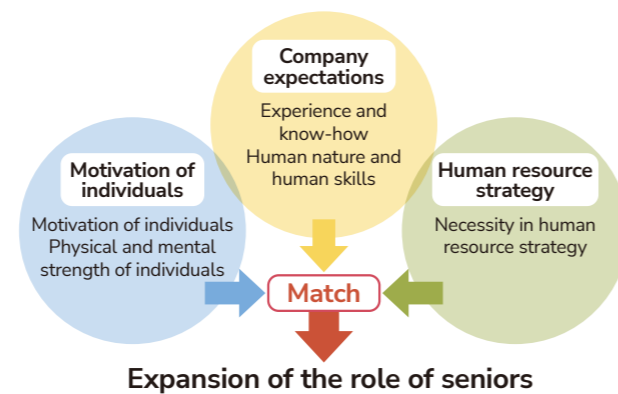 Company
expectations
Experience and
know-how
Human nature and
human skills
Motivation of
individuals
Motivation of individuals
Physical and mental
strength of individuals
Human resource
strategy
Necessity in human
resource strategy
Match
Expansion of the role of seniors